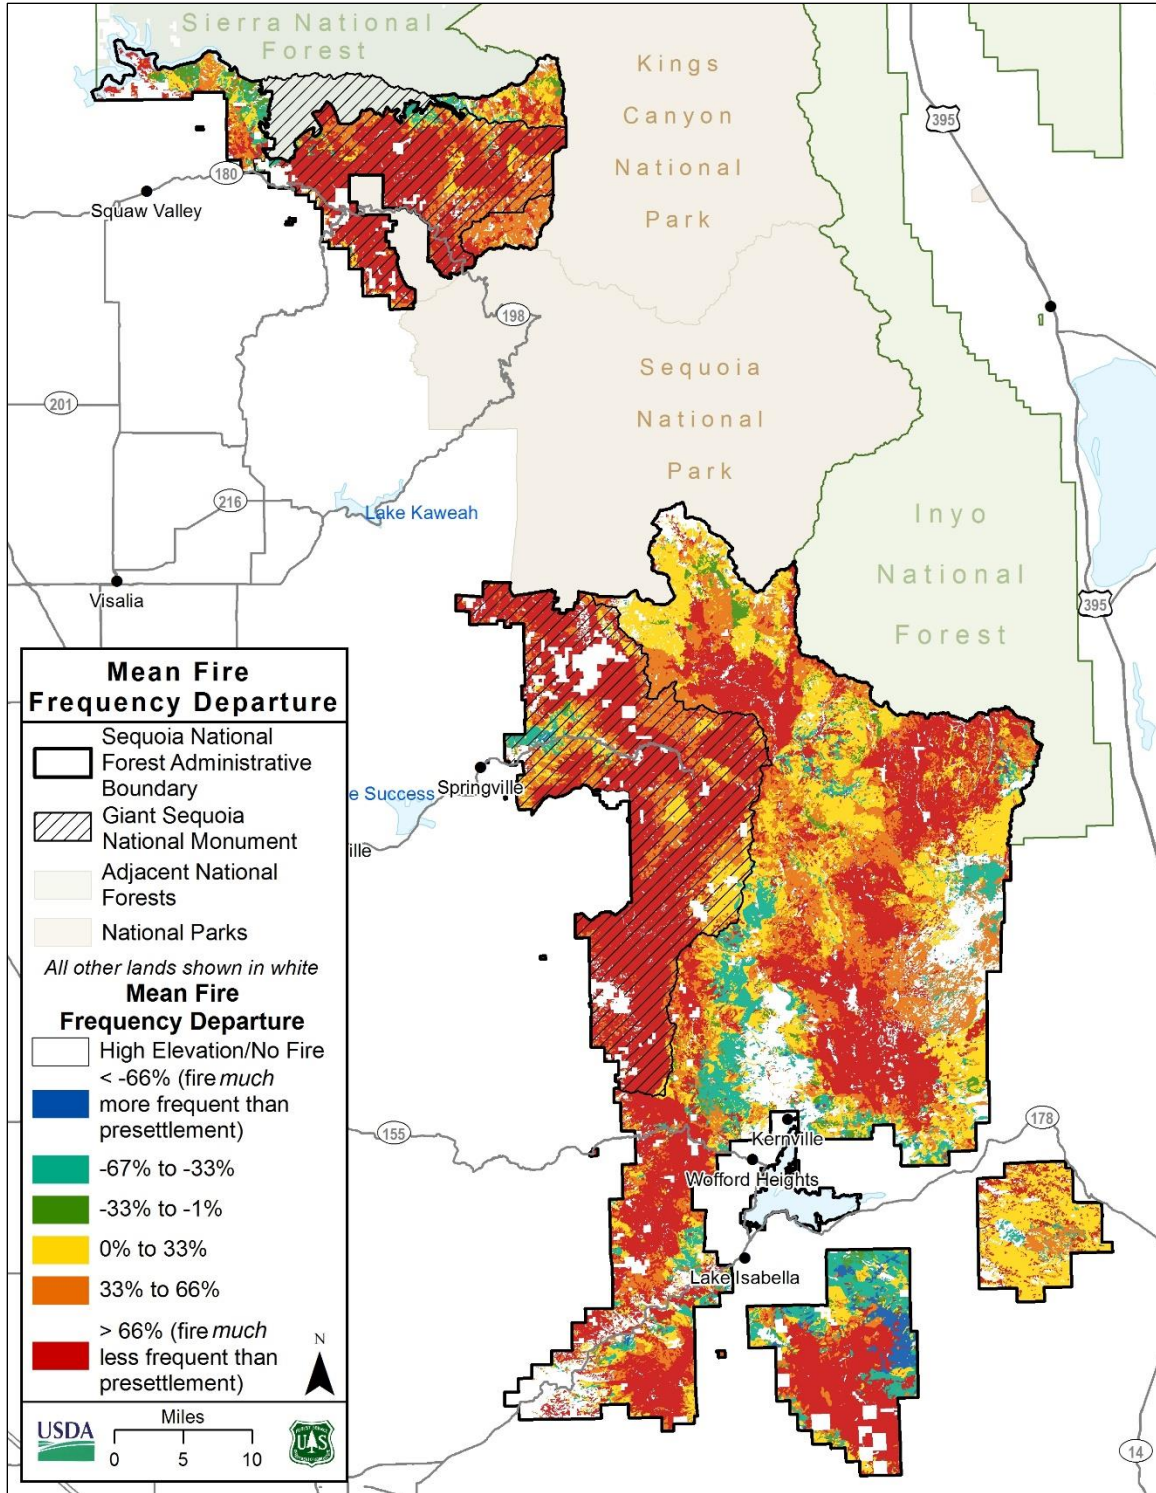 Sierra National
Forest
Kings
Canyon
National
Park
395
180
Squaw Valley
198
Sequoia
National
Park
201
216
Lake Kaweah
Inyo
National
Forest
Visalia
395
Mean Fire
Frequency Departure
Sequoia National
Forest Administrative
Boundary
Giant Sequoia
National Monument
Adjacent National
Forests
National Parks
All other lands shown in white
Mean Fire
Frequency Departure
High Elevation/No Fire
< -66% (fire much
more frequent than
presettlement)
-67% to -33%
-33% to -1%
0% to 33%
33% to 66%
> 66% (fire much
less frequent than
presettlement)
N
USDA
Miles
0 5 10
U S
Springville
e Success
ille
155
178
Kernville
Wofford Heights
Lake Isabella
14